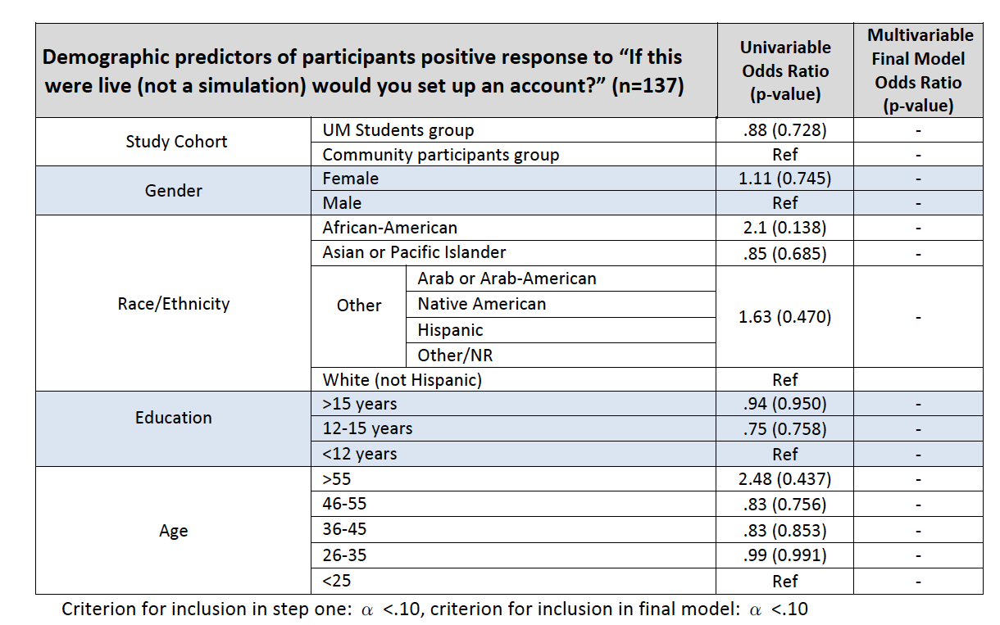 Demographic predictors of participants positive response to “If this
were live (not a simulation) would you set up an account?” (n=137)
Univariable
Odds Ratio
(p-value)
Multivariable
Final Model
Odds Ratio
(p-value)
Study Cohort
UM Students group .88 (0.728) -
Community participants group Ref -
Gender
Female 1.11 (0.745) -
Male Ref -
Race/Ethnicity
African-American 2.1 (0.138) -
Asian or Pacific Islander .85 (0.685) -
Other
Arab or Arab-American
Native American
Hispanic
Other/NR
1.63 (0.470) -
White (not Hispanic) Ref
Education
>15 years .94 (0.950) -
12-15 years .75 (0.758) -
<12 years Ref -
Age
>55 2.48 (0.437) -
46-55 .83 (0.756) -
36-45 .83 (0.853) -
26-35 .99 (0.991) -
<25 Ref -
Criterion for inclusion in step one: α <.10, criterion for inclusion in final model: α <.10